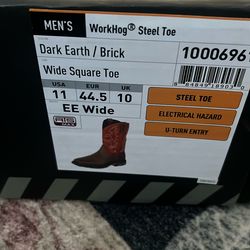 MEN'S WorkHog® Steel Toe
Dark Earth / Brick
1000696
Wide Square Toe
USA EUR UK
11 44.5 10
EE Wide
STEEL TOE
ELECTRICAL HAZARD
U-TURN ENTRY